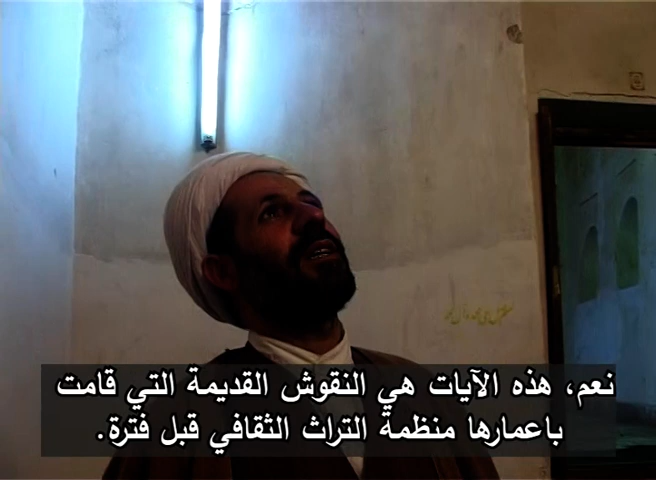 نعم، هذه الآيات هي النقوش القديمة التي قامت
باعمارها منظمة التراث الثقافي قبل فترة.